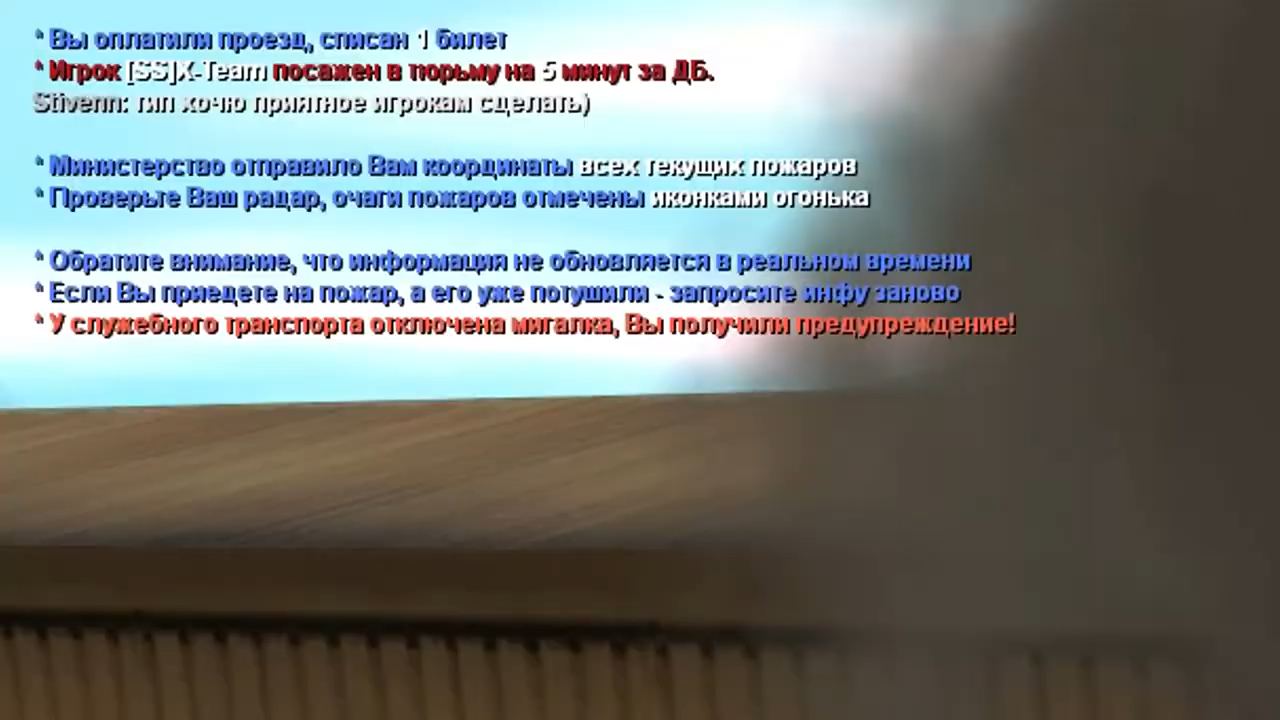 * Вы оплатили проезд, списан 1 билет
* Игрок [SS]X-Team посажен в тюрьму на 5 минут за ДБ.
Stivenn: тип хочю приятное игрокам сделать)
* Министерство отправило Вам координаты всех текущих пожаров
* Проверьте Ваш радар, очаги пожаров отмечены иконками огонька
* Обратите внимание, что информация не обновляется в реальном времени
* Если Вы приедете на пожар, а его уже потушили - запросите инфу заново
* У служебного транспорта отключена мигалка, Вы получили предупреждение!